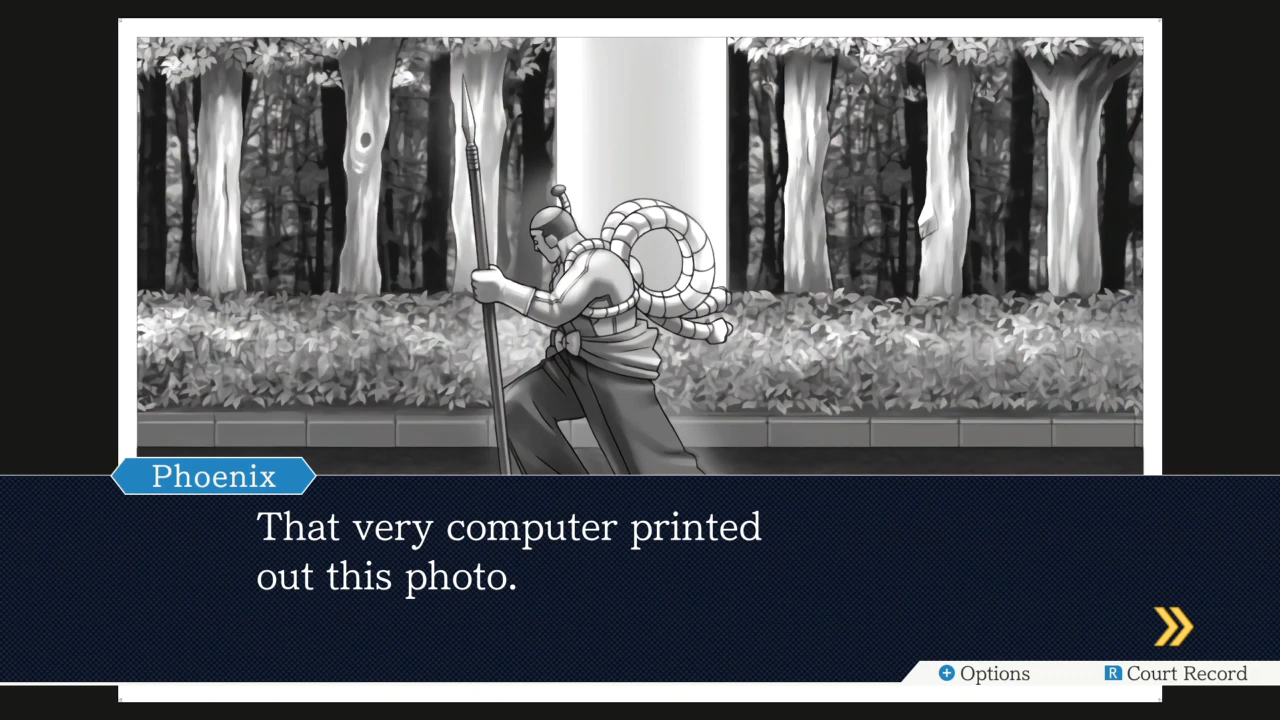 Phoenix
That very computer printed
out this photo.
+ Options
R Court Record